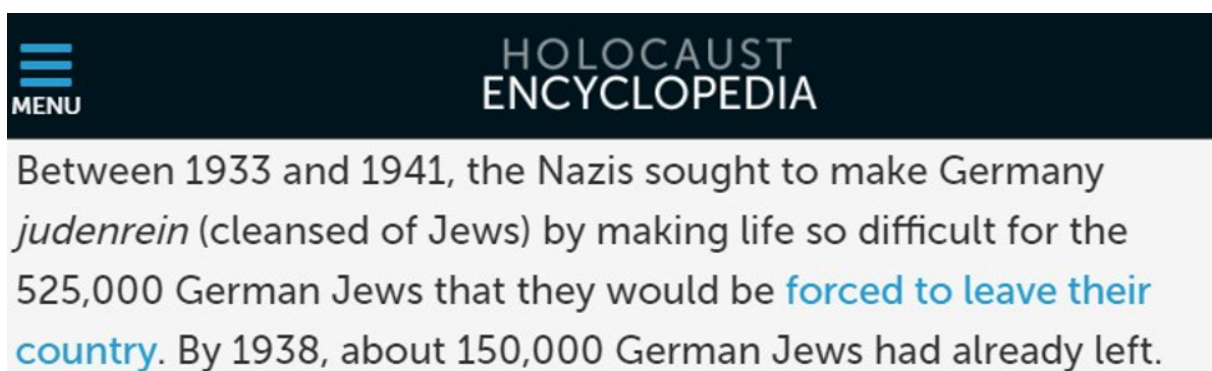 MENU
HOLOCAUST
ENCYCLOPEDIA
Between 1933 and 1941, the Nazis sought to make Germany
judenrein (cleansed of Jews) by making life so difficult for the
525,000 German Jews that they would be forced to leave their
country. By 1938, about 150,000 German Jews had already left.